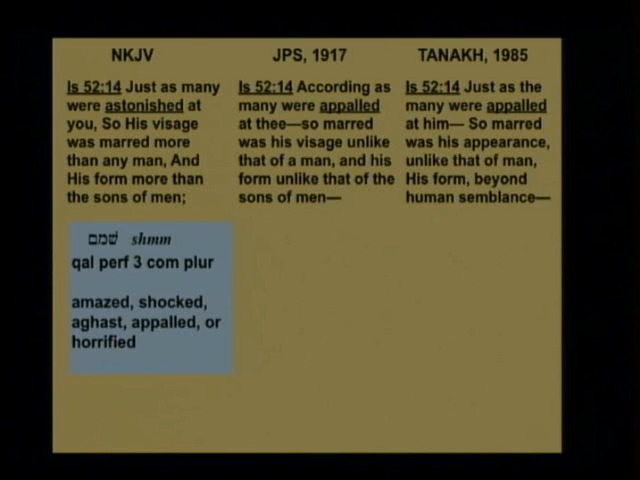 NKJV
Is 52:14 Just as many
were astonished at
you, So His visage
was marred more
than any man, And
His form more than
the sons of men;
JPS, 1917
Is 52:14 According as
many were appalled
at thee—so marred
was his visage unlike
that of a man, and his
form unlike that of the
sons of men—
TANAKH, 1985
Is 52:14 Just as the
many were appalled
at him— So marred
was his appearance,
unlike that of man,
His form, beyond
human semblance—
שׁמם shmm
qal perf 3 com plur
amazed, shocked,
aghast, appalled, or
horrified